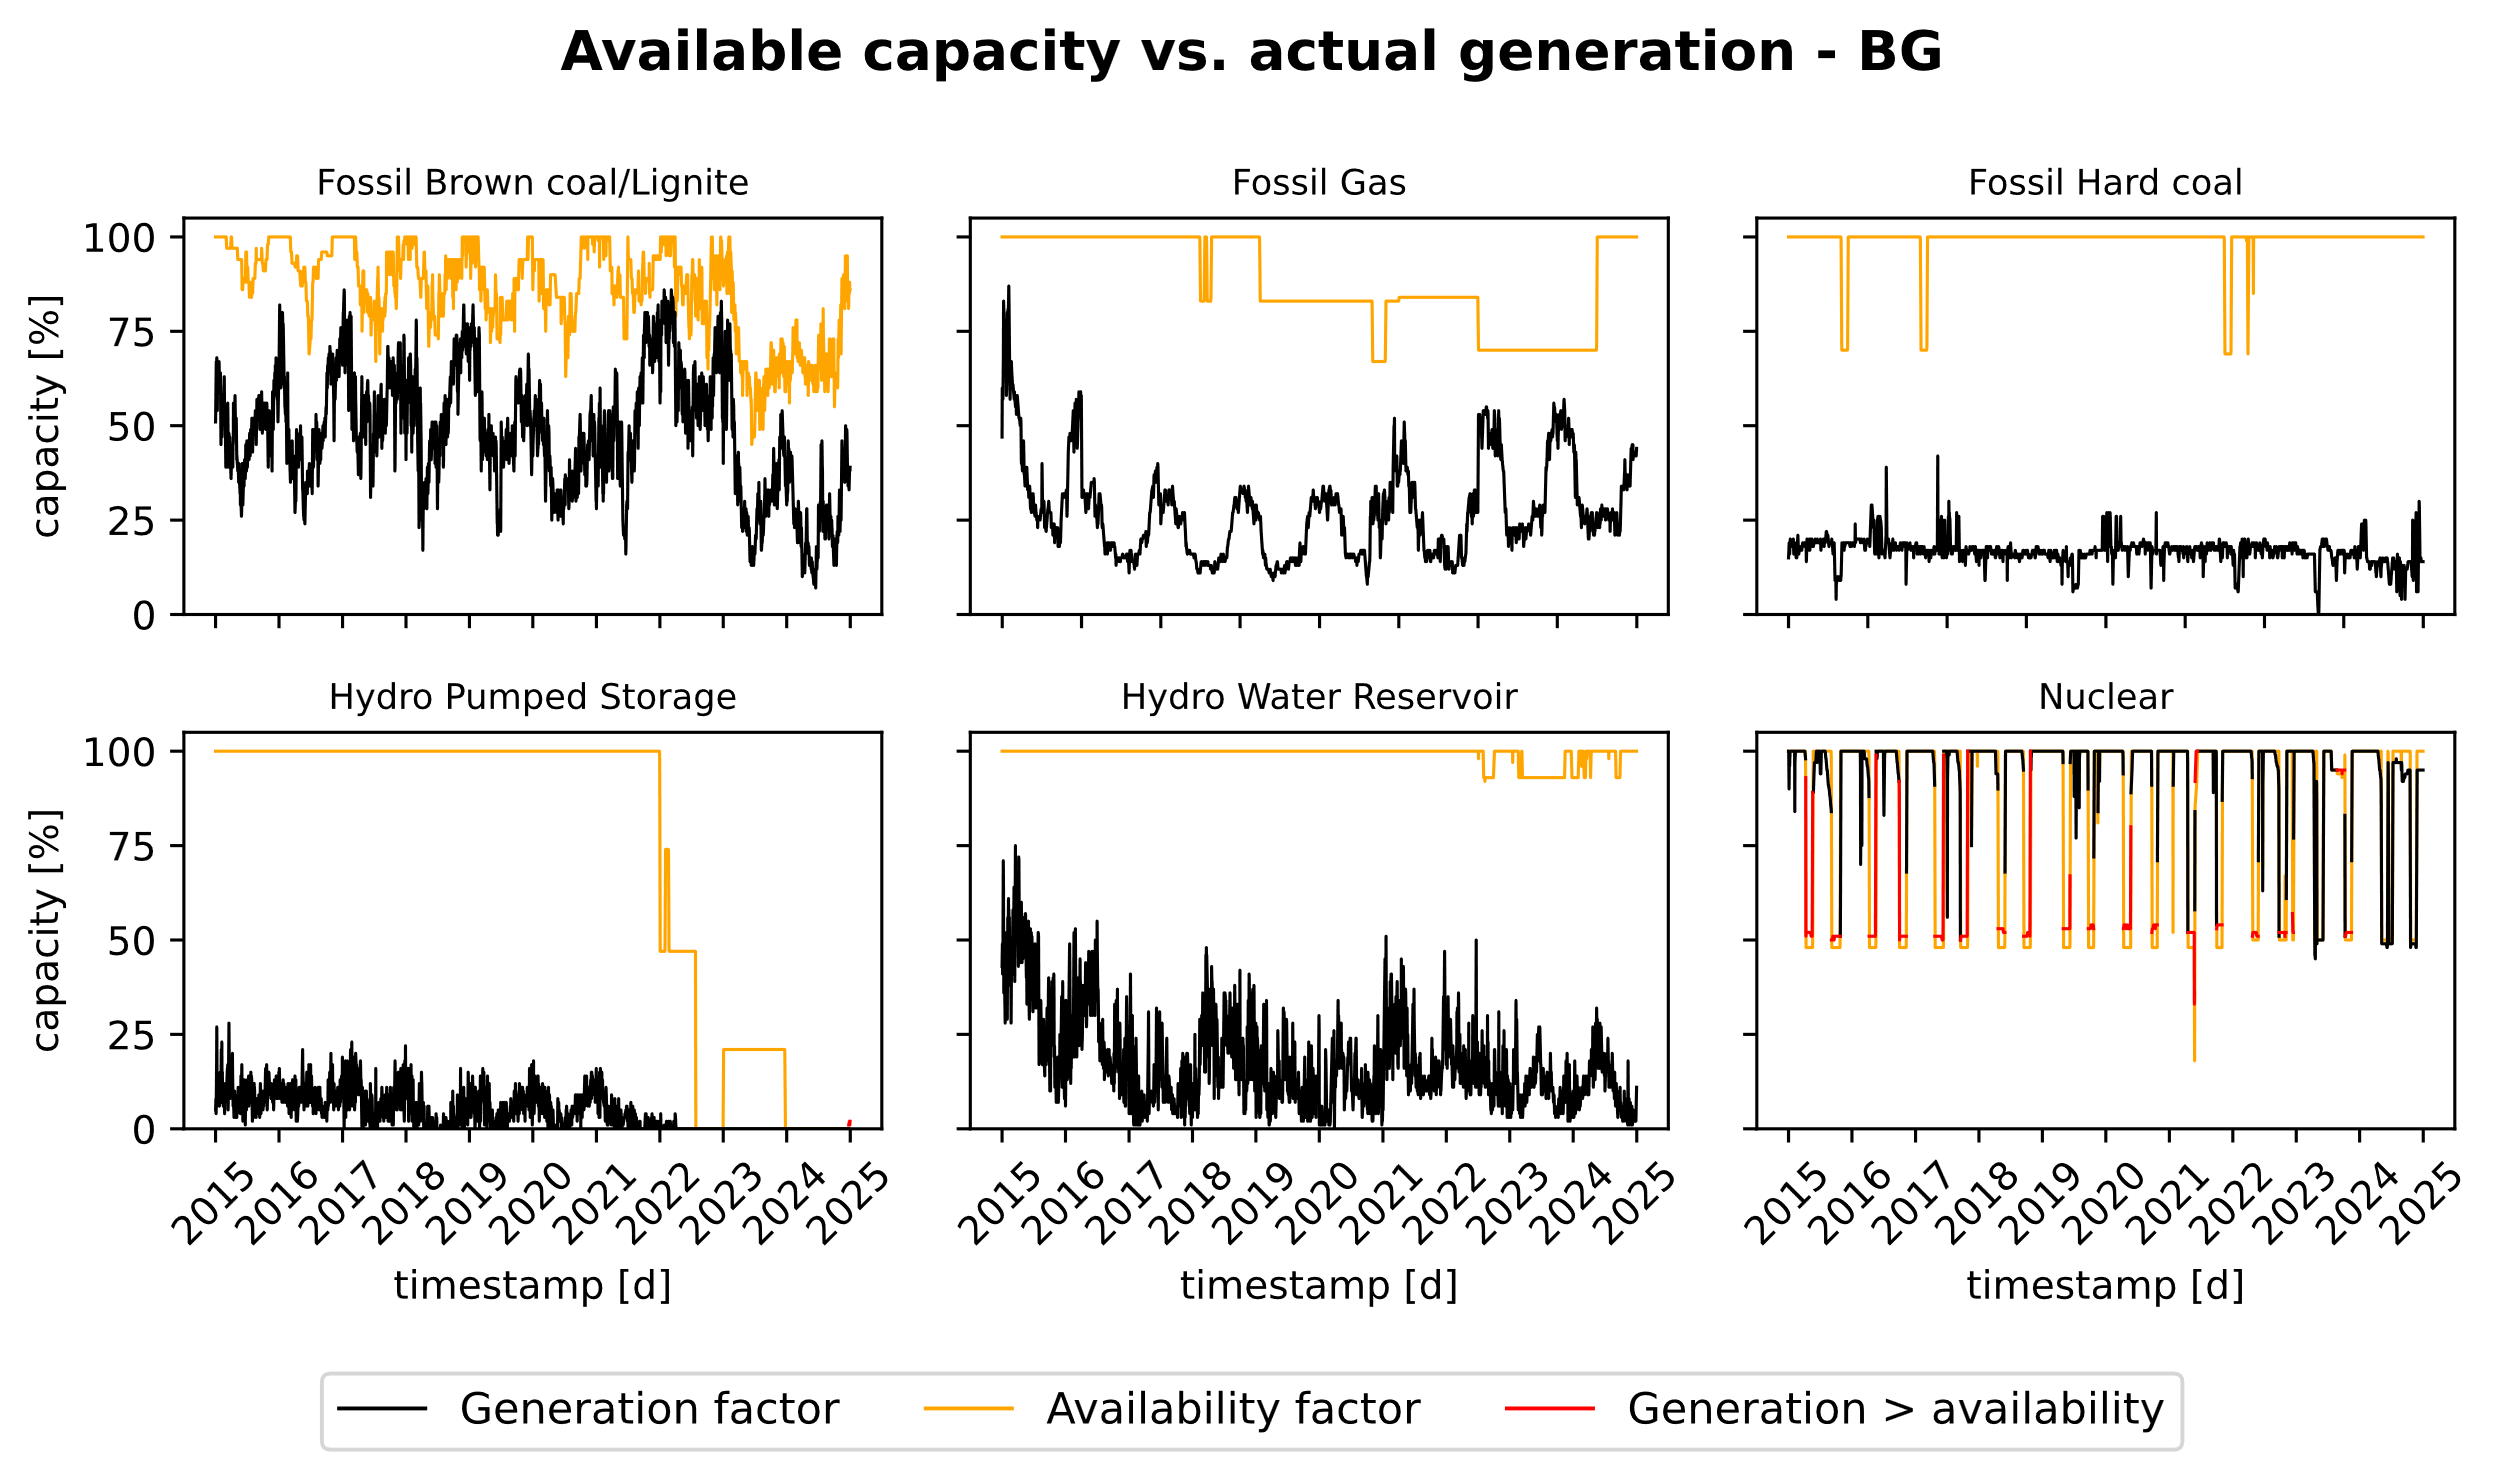 Available capacity vs. actual generation - BG
Fossil Brown coal/Lignite
Fossil Gas
Fossil Hard coal
capacity [%]
100
75
50
25
0
Hydro Pumped Storage
Hydro Water Reservoir
Nuclear
capacity [%]
100
75
50
25
0
2015 2016 2017 2018 2019 2020 2021 2022 2023 2024 2025
2015 2016 2017 2018 2019 2020 2021 2022 2023 2024 2025
2015 2016 2017 2018 2019 2020 2021 2022 2023 2024 2025
timestamp [d]
timestamp [d]
timestamp [d]
Generation factor
Availability factor
Generation > availability